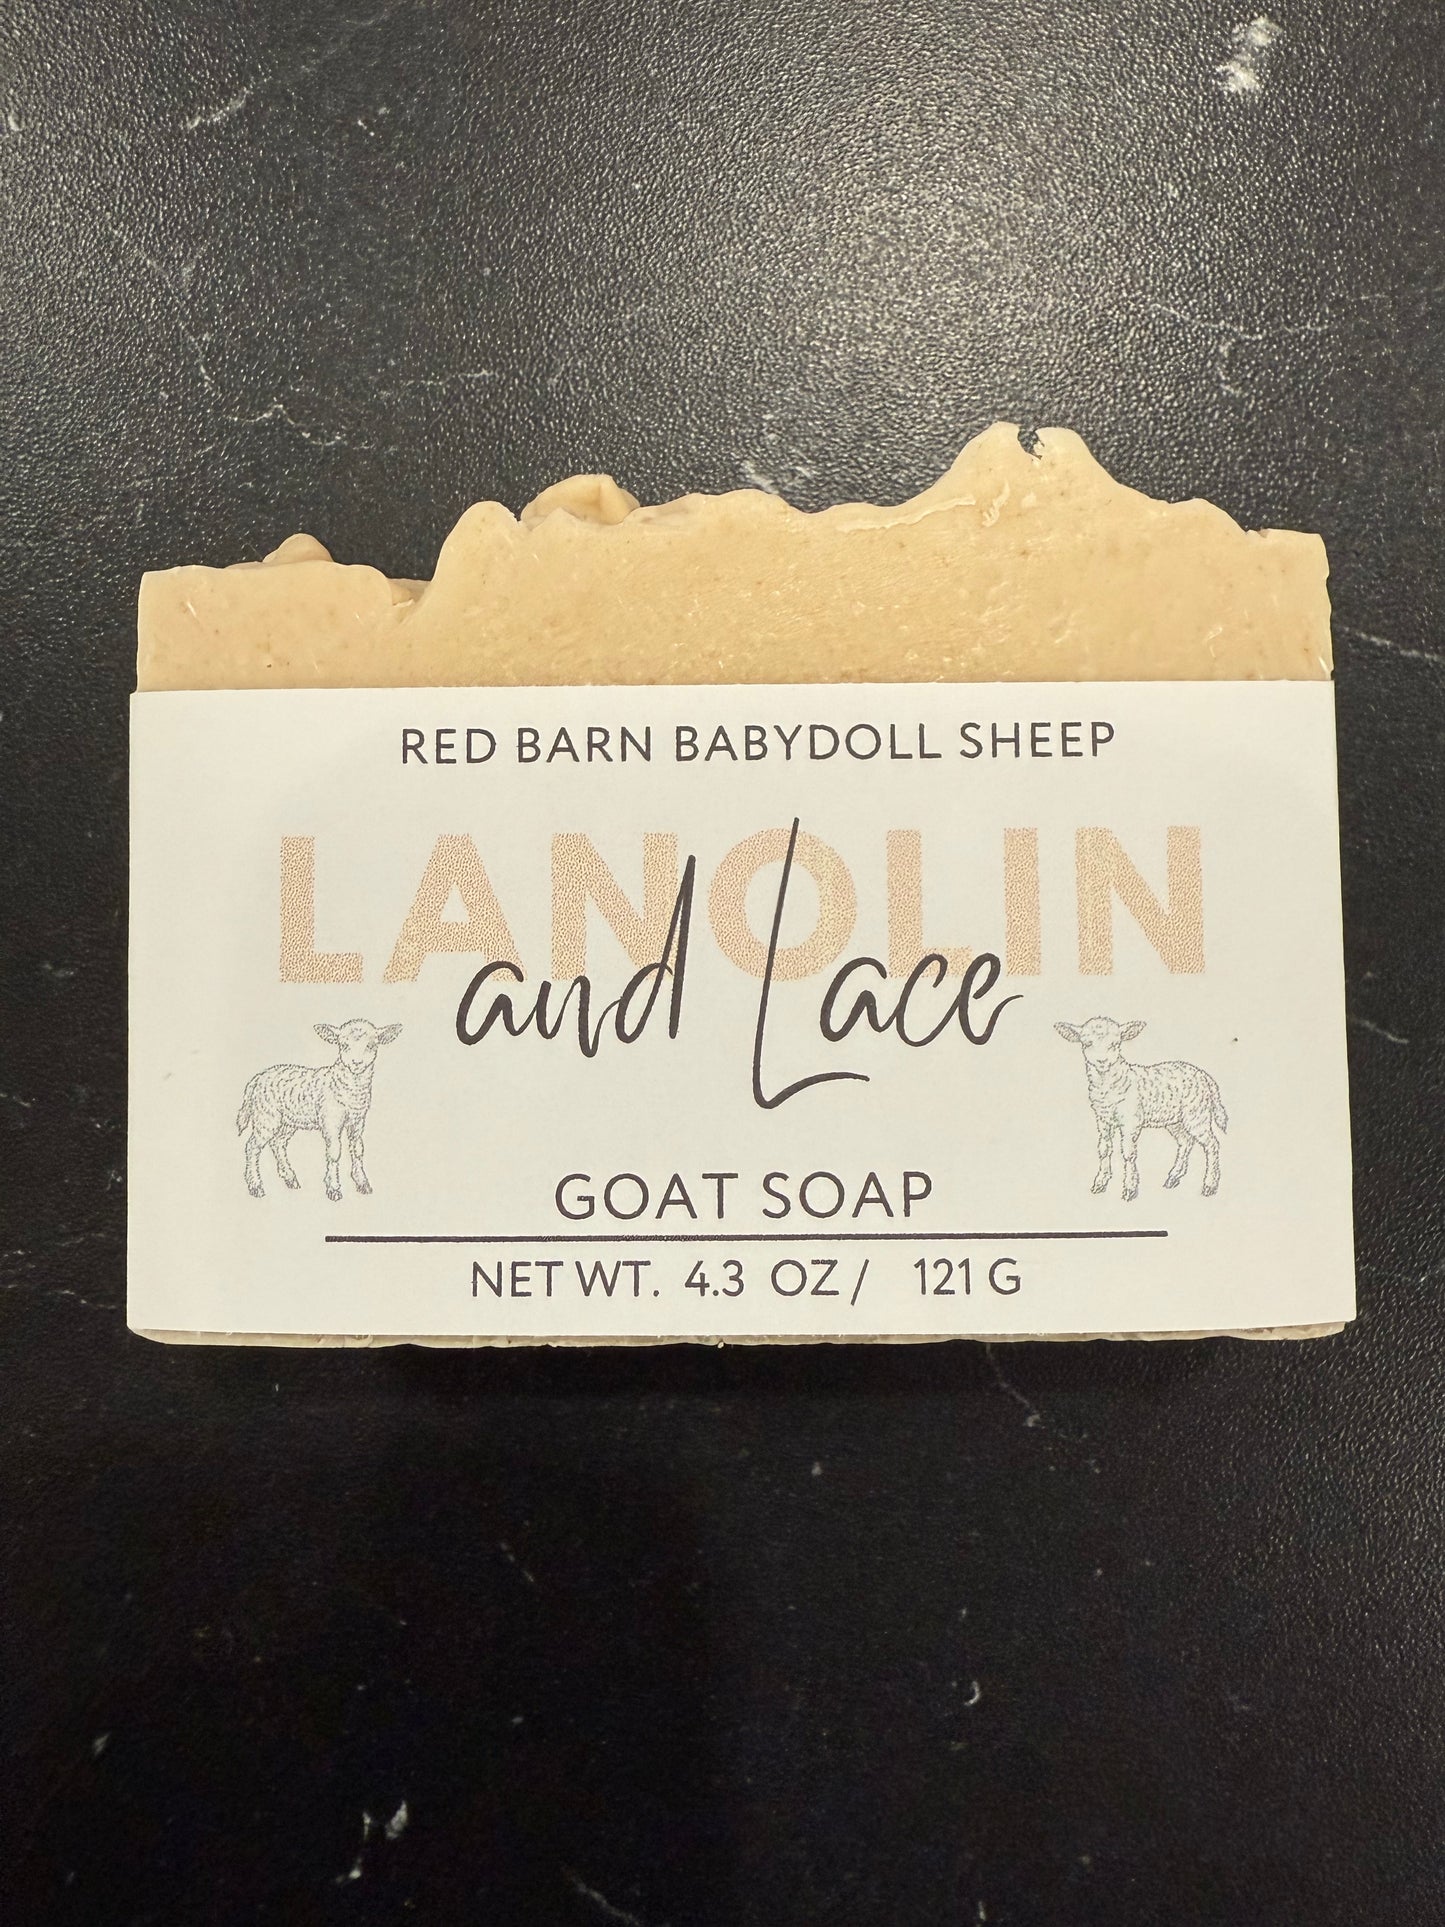 RED BARN BABYDOLL SHEEP
LANOLIN
and Lace
GOAT SOAP
NET WT. 4.3 OZ / 121 G